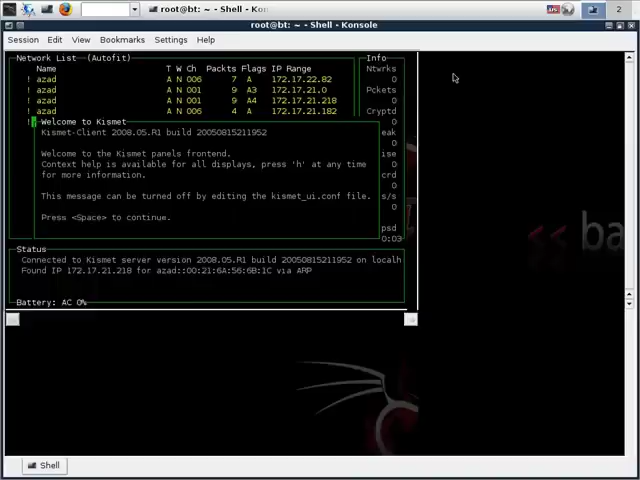 root@bt: ~ - Shell - Kon
2
root@bt: ~ - Shell - Konsole
Session Edit View Bookmarks Settings Help
Network List (Autofit)
Info
Name T W Ch Packts Flags IP Range
Ntwrks
! azad A N 006 7 A 172.17.22.82
0
! azad A N 001 9 A3 172.17.21.0
Pckets
! azad A N 001 9 A4 172.17.21.218
0
! azad A N 006 4 A 172.17.21.182
Cryptd
! Welcome to Kismet
0
Kismet-Client 2008.05.R1 build 20050815211952
eak
0
Welcome to the Kismet panels frontend.
ise
Context help is available for all displays, press 'h' at any time
0
for more information.
crd
0
This message can be turned off by editing the kismet_ui.conf file.
s/s
0
Press <Space> to continue.
psd
0:03
Status
Connected to Kismet server version 2008.05.R1 build 20050815211952 on localh
Found IP 172.17.21.218 for azad::00:21:6A:56:6B:1C via ARP
Battery: AC 0%
<< ba
Shell